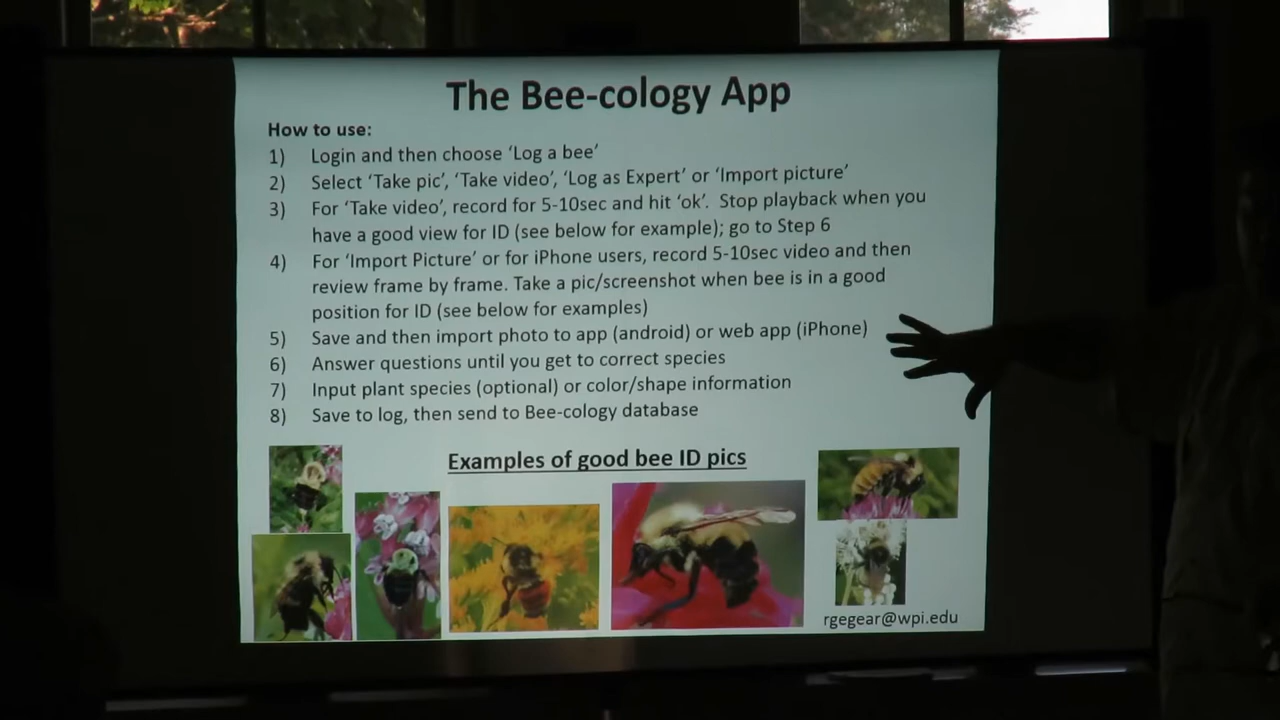 The Bee-cology App
How to use:
1) Login and then choose ‘Log a bee’
2) Select ‘Take pic’, ‘Take video’, ‘Log as Expert’ or ‘Import picture’
3) For ‘Take video’, record for 5-10sec and hit ‘ok’. Stop playback when you
have a good view for ID (see below for example); go to Step 6
4) For ‘Import Picture’ or for iPhone users, record 5-10sec video and then
review frame by frame. Take a pic/screenshot when bee is in a good
position for ID (see below for examples)
5) Save and then import photo to app (android) or web app (iPhone)
6) Answer questions until you get to correct species
7) Input plant species (optional) or color/shape information
8) Save to log, then send to Bee-cology database
Examples of good bee ID pics
rgegear@wpi.edu